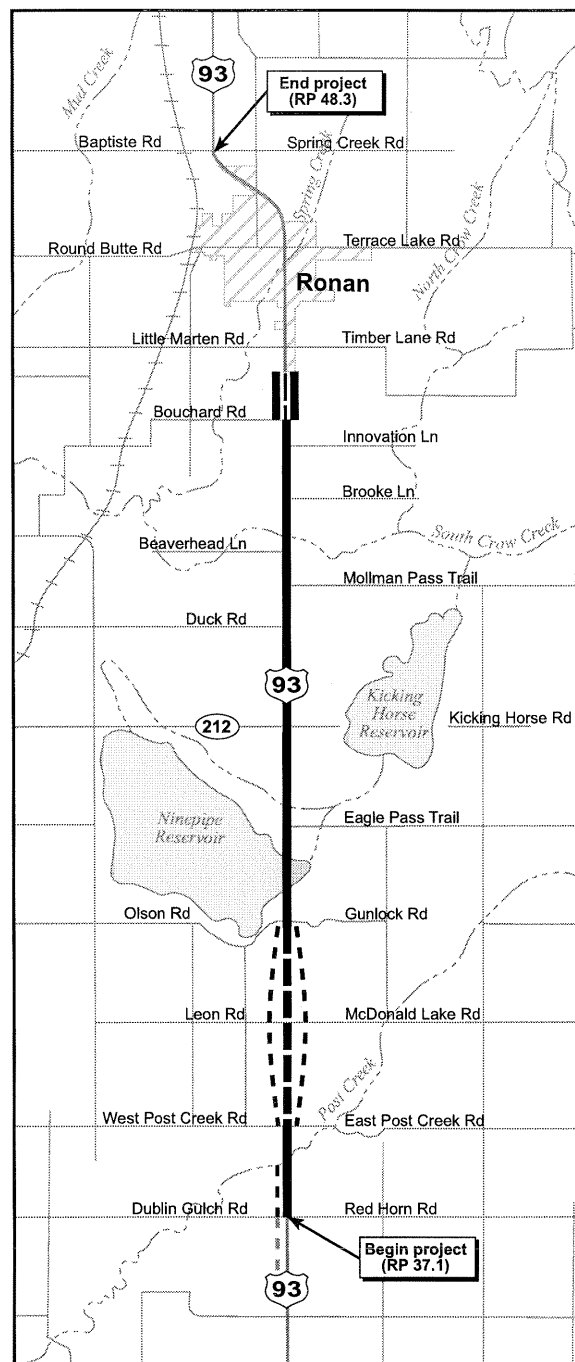 93
Mud Creek
End project
(RP 48.3)
Baptiste Rd
Spring Creek Rd
Spring Creek
North Crow Creek
Round Butte Rd
Terrace Lake Rd
Ronan
Little Marten Rd
Timber Lane Rd
Bouchard Rd
Innovation Ln
Brooke Ln
South Crow Creek
Beaverhead Ln
Mollman Pass Trail
Duck Rd
93
Kicking
Horse
Reservoir
212
Kicking Horse Rd
Ninepipe
Reservoir
Eagle Pass Trail
Olson Rd
Gunlock Rd
Leon Rd
McDonald Lake Rd
Post Creek
West Post Creek Rd
East Post Creek Rd
Dublin Gulch Rd
Red Horn Rd
Begin project
(RP 37.1)
93